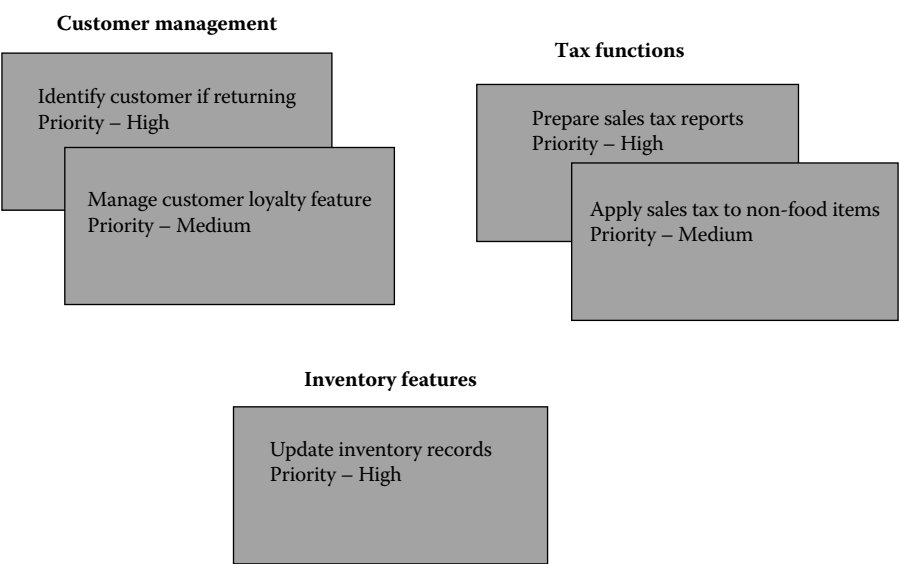 Customer management
Identify customer if returning
Priority – High
Manage customer loyalty feature
Priority – Medium
Tax functions
Prepare sales tax reports
Priority – High
Apply sales tax to non-food items
Priority – Medium
Inventory features
Update inventory records
Priority – High